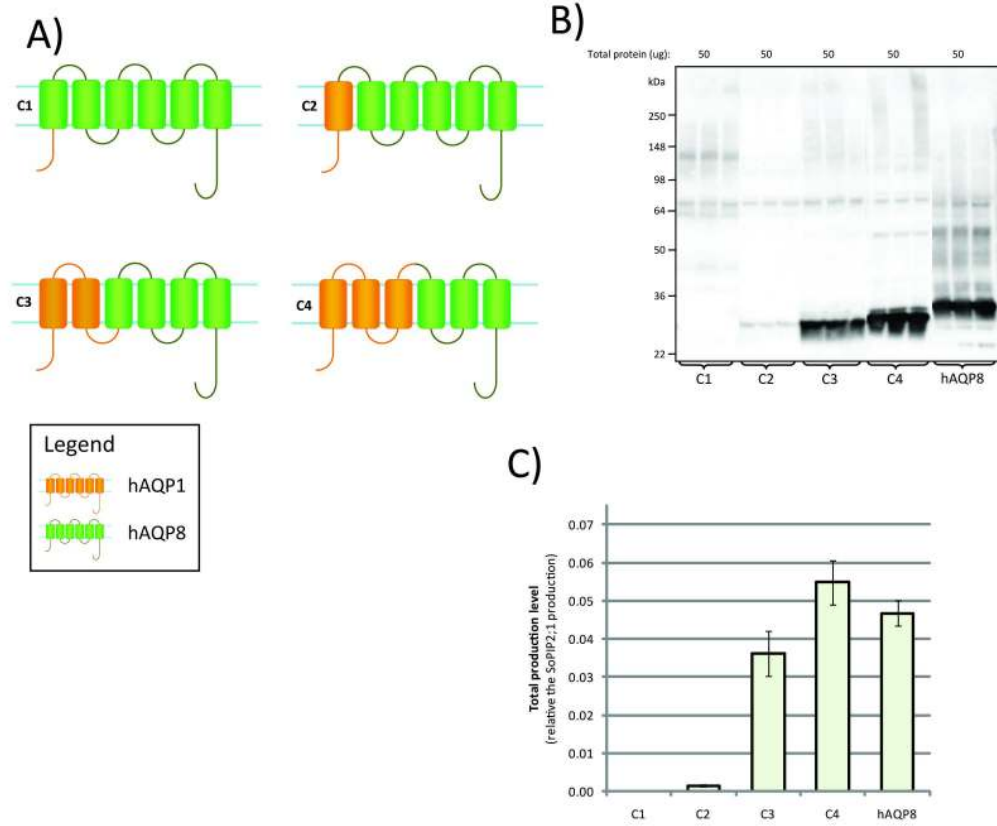 A)
C1
C2
C3
C4
Legend
hAQP1
hAQP8
B)
Total protein (ug): 50 50 50 50 50
kDa
250
148
98
64
50
36
22
C1 C2 C3 C4 hAQP8
C)
Total production level
(relative the SoPIP2;1 production)
0.07
0.06
0.05
0.04
0.03
0.02
0.01
0.00
C1 C2 C3 C4 hAQP8